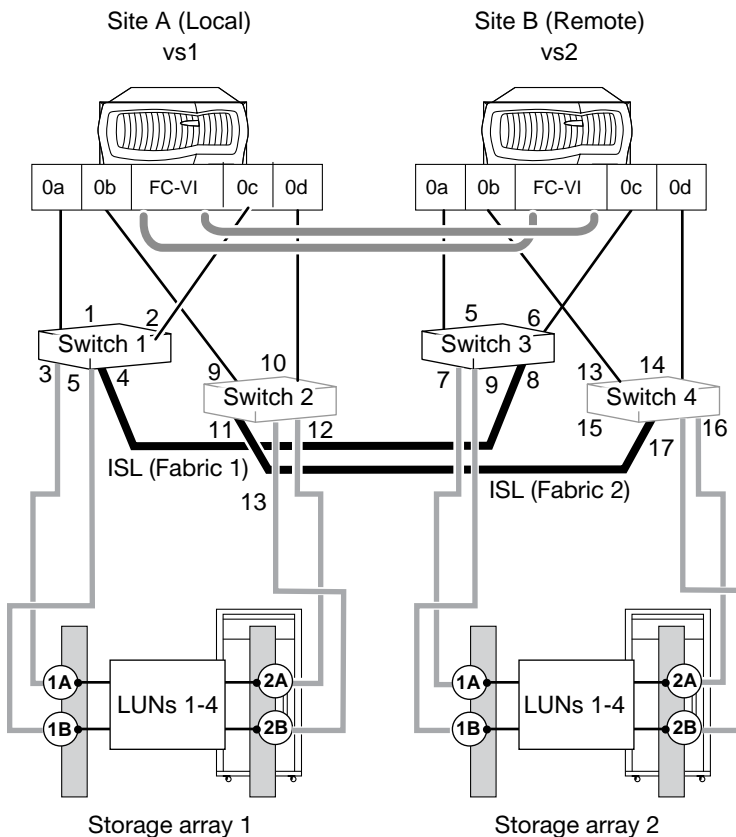 Site A (Local)
vs1
Site B (Remote)
vs2
0a 0b FC-VI 0c 0d
0a 0b FC-VI 0c 0d
1 2
Switch 1
3 5 4
9 10
Switch 2
11 12
13
5 6
Switch 3
7 9 8
13 14
Switch 4
15 17 16
ISL (Fabric 1)
ISL (Fabric 2)
1A
1B
LUNs 1-4
2A
2B
1A
1B
LUNs 1-4
2A
2B
Storage array 1
Storage array 2